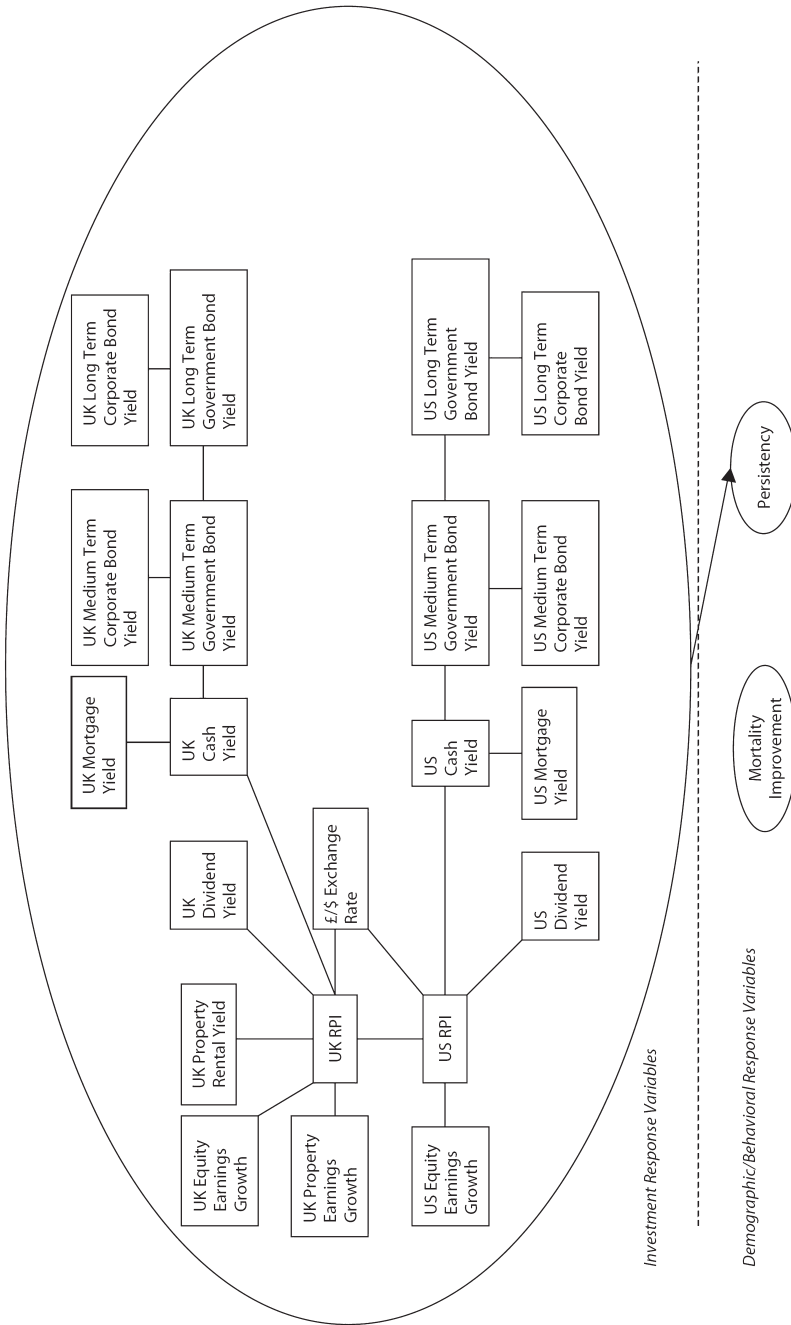 UK Long Term
Corporate Bond
Yield
UK Long Term
Government Bond
Yield
UK Medium Term
Corporate Bond
Yield
UK Medium Term
Government Bond
Yield
UK Mortgage
Yield
UK
Cash
Yield
UK
Dividend
Yield
£/$ Exchange
Rate
UK Property
Rental Yield
UK RPI
UK Equity
Earnings
Growth
UK Property
Earnings
Growth
US Long Term
Government
Bond Yield
US Long Term
Corporate
Bond Yield
US Medium Term
Government Bond
Yield
US Medium Term
Corporate Bond
Yield
US
Cash
Yield
US Mortgage
Yield
US
Dividend
Yield
US RPI
US Equity
Earnings
Growth
Investment Response Variables
Demographic/Behavioral Response Variables
Mortality
Improvement
Persistency